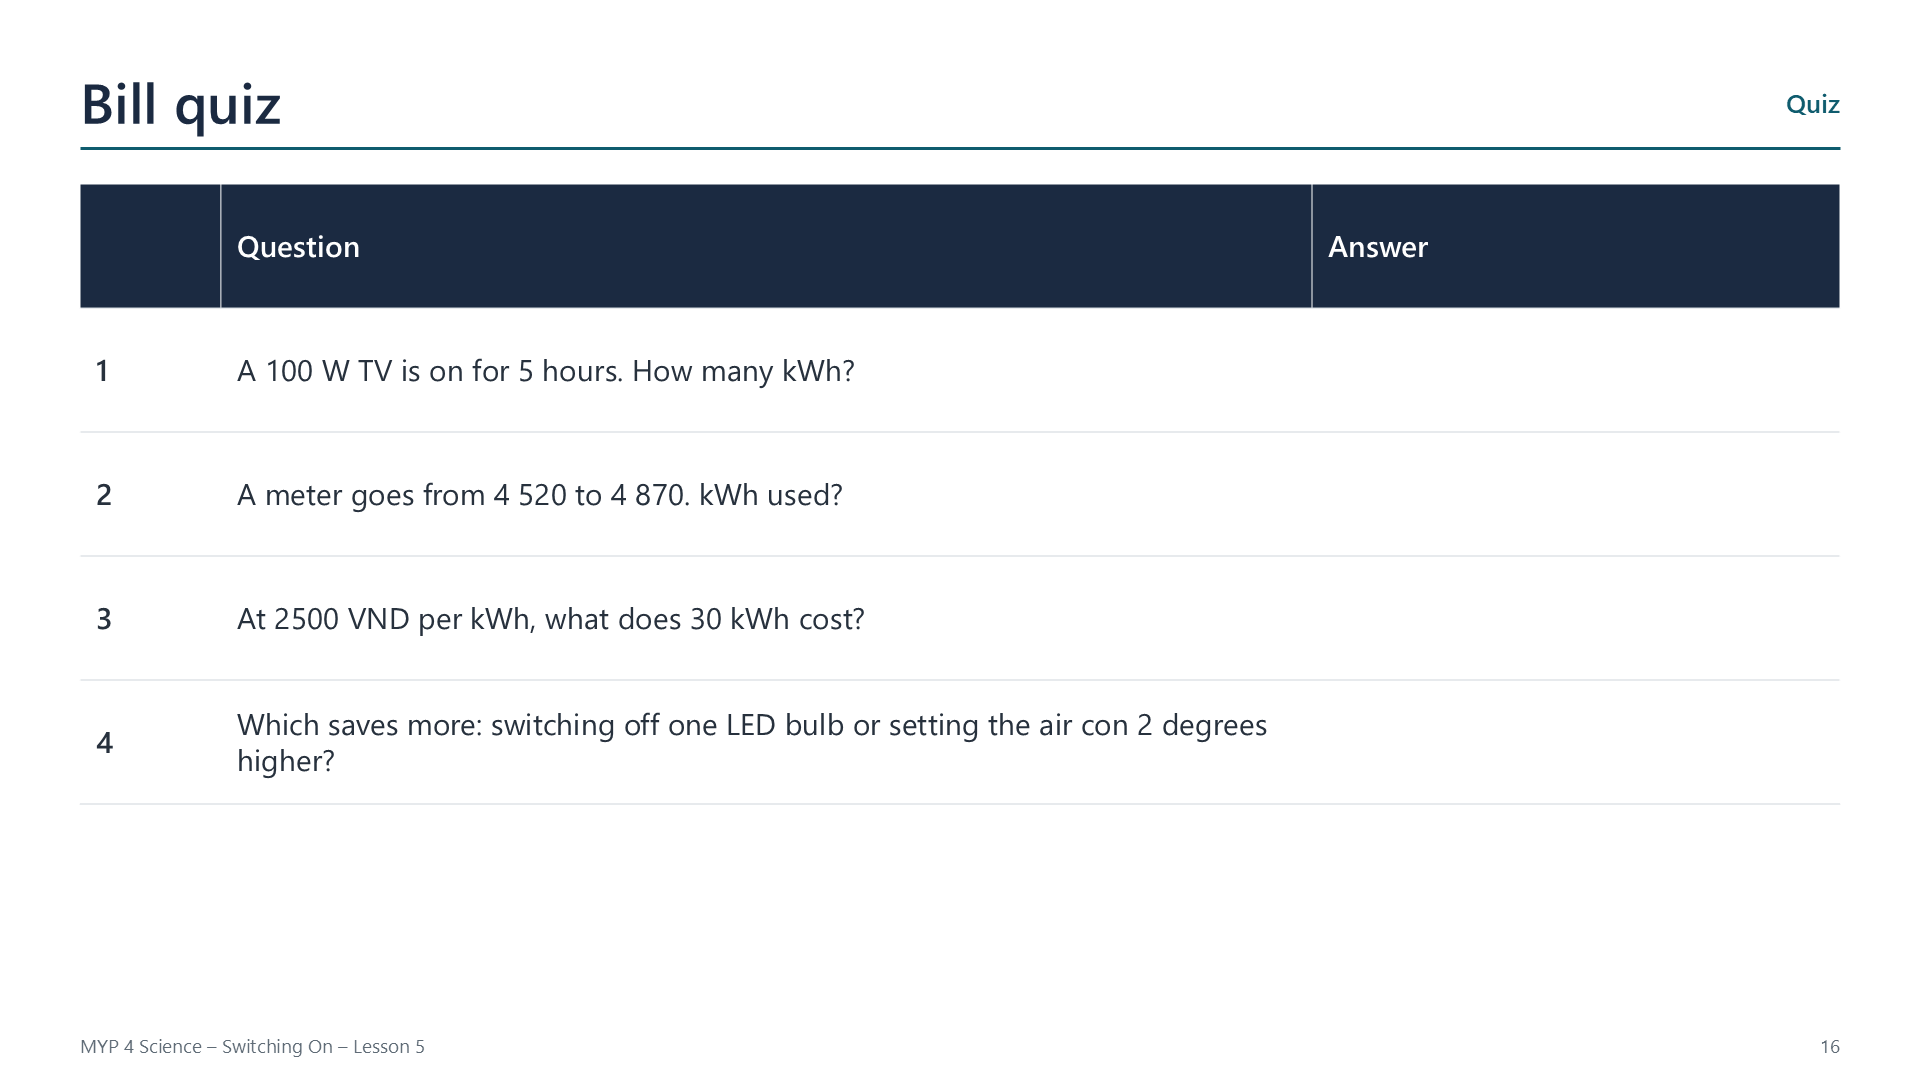 Bill quiz
Quiz
Question
Answer
1
A 100 W TV is on for 5 hours. How many kWh?
2
A meter goes from 4 520 to 4 870. kWh used?
3
At 2500 VND per kWh, what does 30 kWh cost?
4
Which saves more: switching off one LED bulb or setting the air con 2 degrees
higher?
MYP 4 Science – Switching On – Lesson 5
16